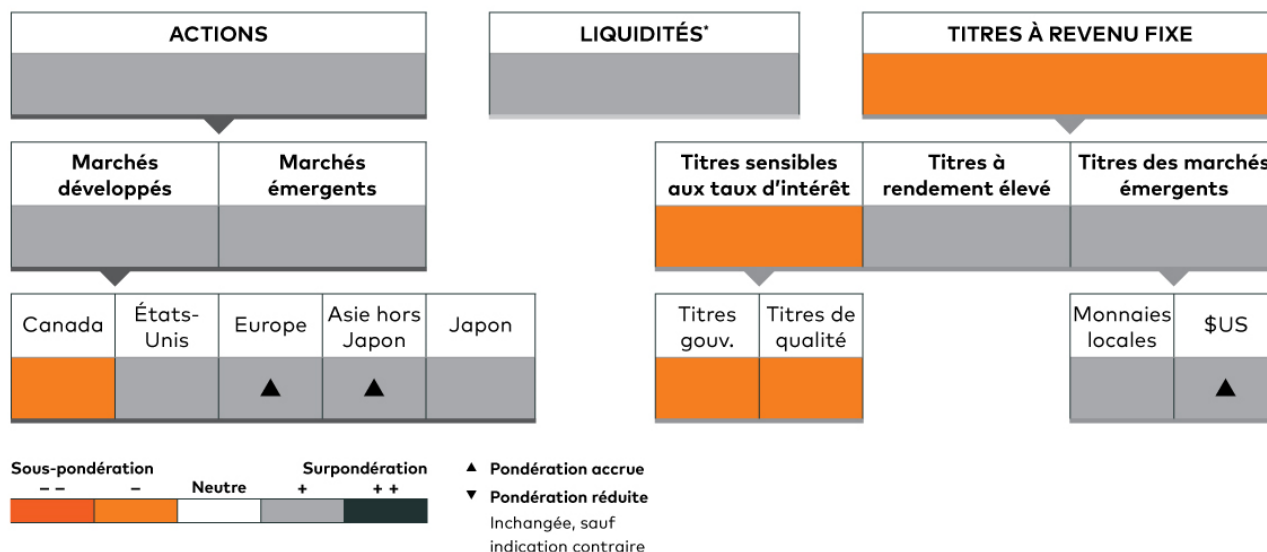 ACTIONS
LIQUIDITÉS*
TITRES À REVENU FIXE
Marchés
développés
Marchés
émergents
Titres sensibles
aux taux d'intérêt
Titres à
rendement élevé
Titres des marchés
émergents
Canada
États-
Unis
Europe
Asie hors
Japon
Japon
Titres
gouv.
Titres de
qualité
Monnaies
locales
$US
▲
▲
▲
Sous-pondération
Surpondération
– –
–
Neutre
+
+ +
▲ Pondération accrue
▼ Pondération réduite
Inchangée, sauf
indication contraire